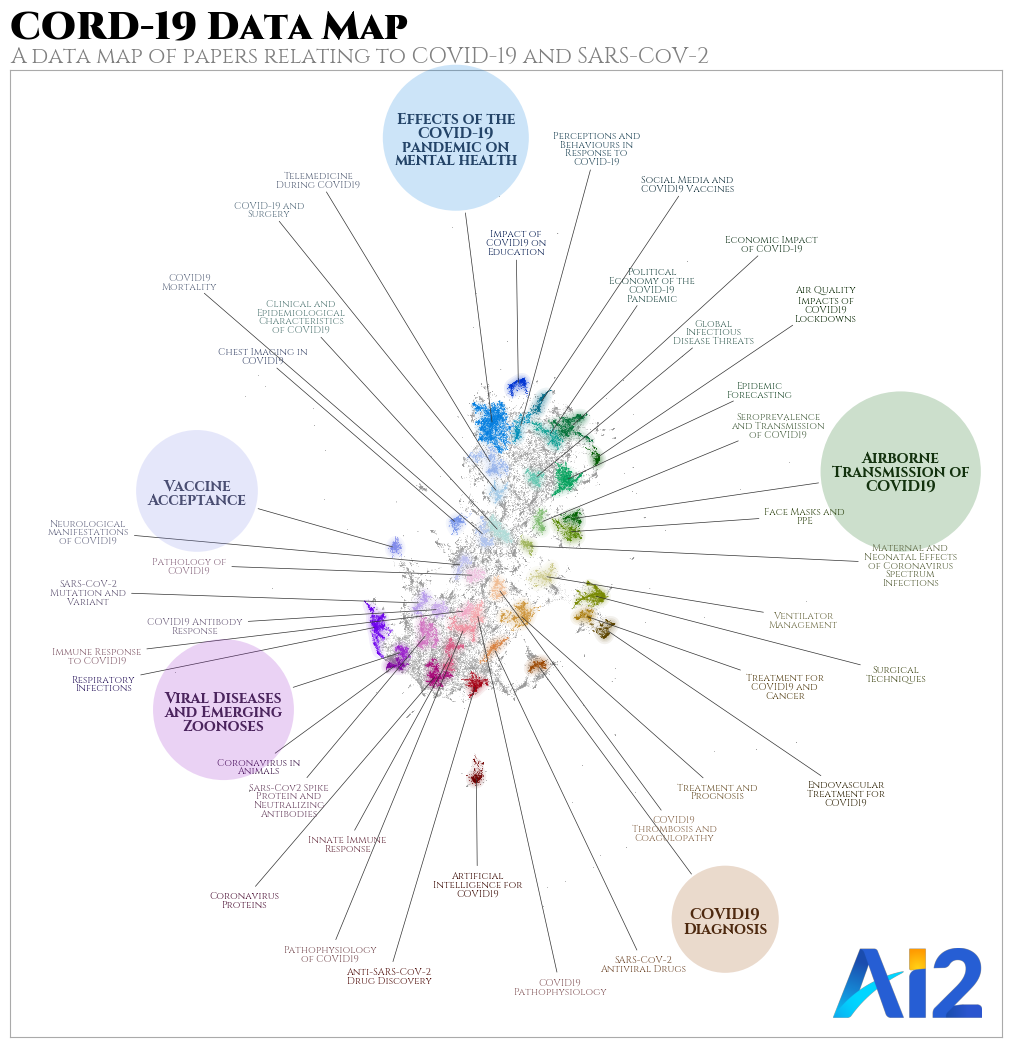 CORD-19 Data Map
A data map of papers relating to COVID-19 and SARS-CoV-2
Effects of the
COVID-19
pandemic on
mental health
Perceptions and
Behaviours in
Response to
COVID-19
Telemedicine
During COVID19
Social Media and
COVID19 Vaccines
COVID-19 and
Surgery
Impact of
COVID19 on
Education
Economic Impact
of COVID-19
COVID19
Mortality
Political
Economy of the
COVID-19
Pandemic
Air Quality
Impacts of
COVID19
Lockdowns
Clinical and
Epidemiological
Characteristics
of COVID19
Global
Infectious
Disease Threats
Chest Imaging in
COVID19
Epidemic
Forecasting
Seroprevalence
and Transmission
of COVID19
Airborne
Transmission of
COVID19
Vaccine
Acceptance
Face Masks and
PPE
Neurological
Manifestations
of COVID19
Maternal and
Neonatal Effects
of Coronavirus
Spectrum
Infections
Pathology of
COVID19
SARS-CoV-2
Mutation and
Variant
Ventilator
Management
COVID19 Antibody
Response
Immune Response
to COVID19
Surgical
Techniques
Respiratory
Infections
Treatment for
COVID19 and
Cancer
Viral Diseases
and Emerging
Zoonoses
Coronavirus in
Animals
Endovascular
Treatment for
COVID19
Sars-CoV2 Spike
Protein and
Neutralizing
Antibodies
Treatment and
Prognosis
COVID19
Thrombosis and
Coagulopathy
Innate Immune
Response
Artificial
Intelligence for
COVID19
Coronavirus
Proteins
COVID19
Diagnosis
Pathophysiology
of COVID19
Anti-SARS-CoV-2
Drug Discovery
SARS-CoV-2
Antiviral Drugs
COVID19
Pathophysiology
Ai2